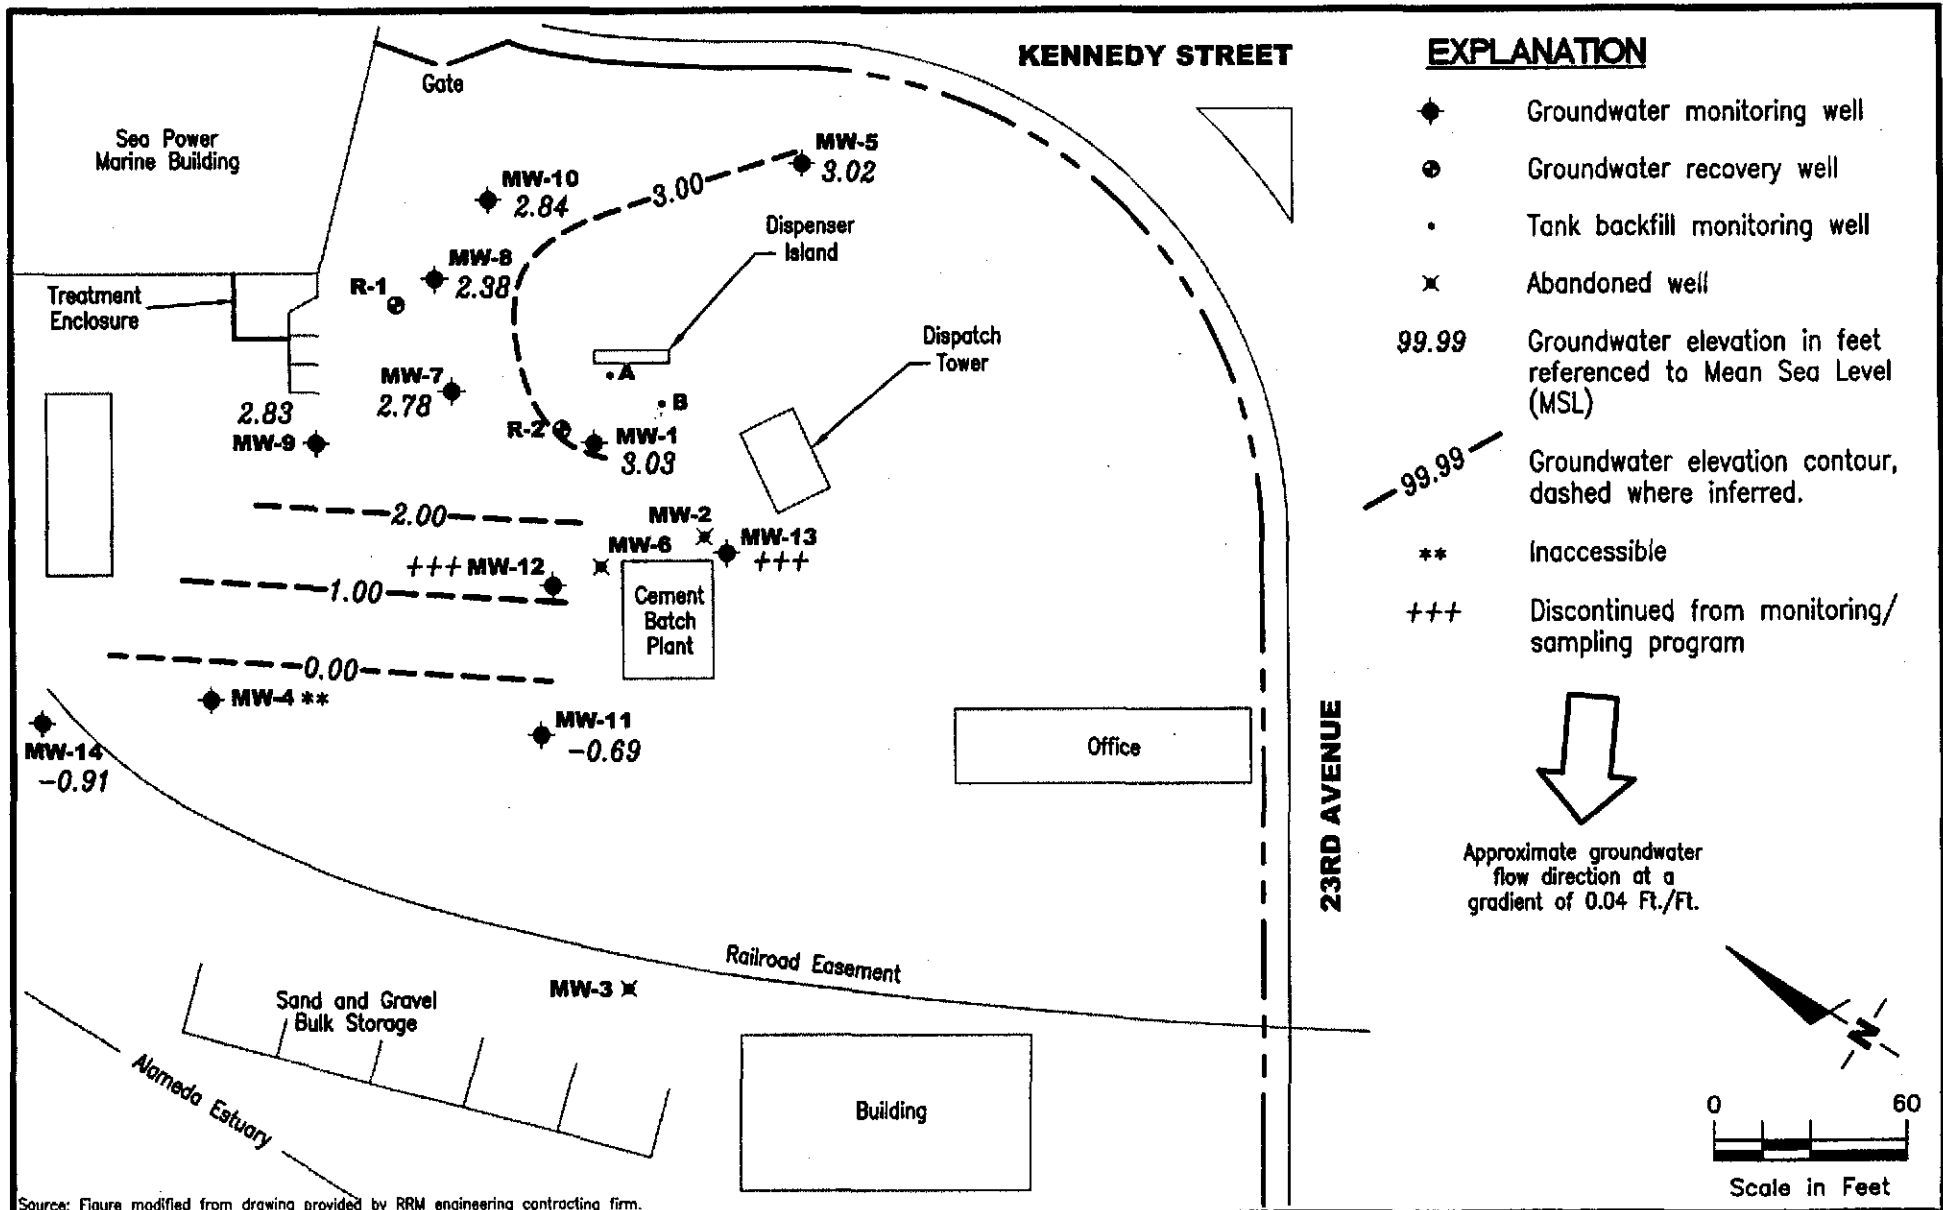 KENNEDY STREET
Gate
Sea Power
Marine Building
MW-5
3.02
MW-10
2.84
3.00
Dispenser
Island
MW-8
2.38
R-1
Treatment
Enclosure
Dispatch
Tower
A
B
MW-7
2.78
2.83
MW-9
R-2
MW-1
3.03
2.00
MW-2
MW-6
MW-13
+++
+++ MW-12
1.00
Cement
Batch
Plant
0.00
MW-4 **
MW-11
-0.69
MW-14
-0.91
Office
23RD AVENUE
Railroad Easement
MW-3
Sand and Gravel
Bulk Storage
Alameda Estuary
Building
Source: Figure modified from drawing provided by RRM engineering contracting firm.
EXPLANATION
Groundwater monitoring well
Groundwater recovery well
Tank backfill monitoring well
Abandoned well
99.99 Groundwater elevation in feet
referenced to Mean Sea Level
(MSL)
99.99 Groundwater elevation contour,
dashed where inferred.
** Inaccessible
+++ Discontinued from monitoring/
sampling program
Approximate groundwater
flow direction at a
gradient of 0.04 Ft./Ft.
N
0 60
Scale in Feet